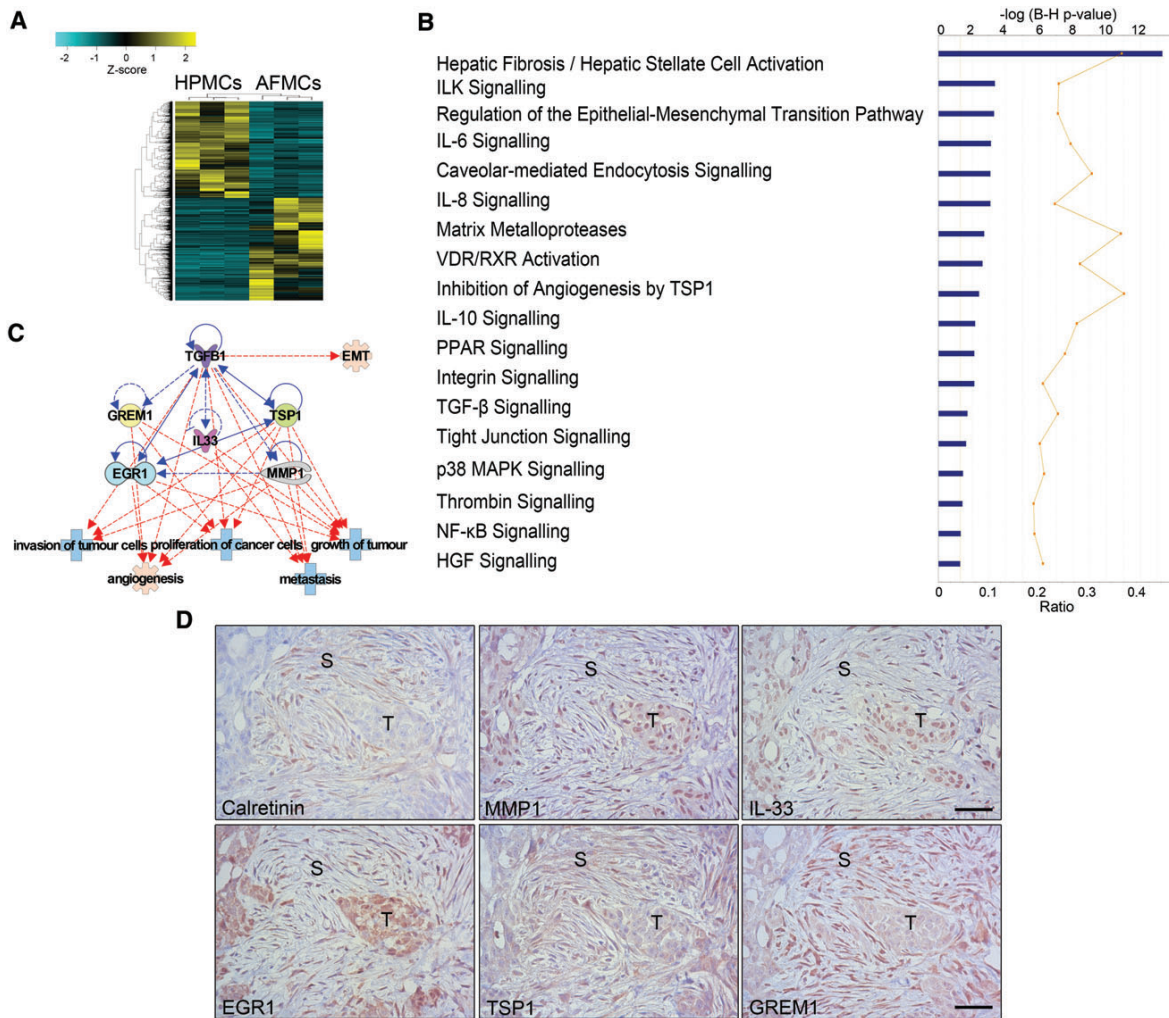 A
-2 -1 0 1 2
Z-score
HPMCs AFMCs
B
-log (B-H p-value)
0 2 4 6 8 10 12
Hepatic Fibrosis / Hepatic Stellate Cell Activation
ILK Signalling
Regulation of the Epithelial-Mesenchymal Transition Pathway
IL-6 Signalling
Caveolar-mediated Endocytosis Signalling
IL-8 Signalling
Matrix Metalloproteases
VDR/RXR Activation
Inhibition of Angiogenesis by TSP1
IL-10 Signalling
PPAR Signalling
Integrin Signalling
TGF-β Signalling
Tight Junction Signalling
p38 MAPK Signalling
Thrombin Signalling
NF-κB Signalling
HGF Signalling
0 0.1 0.2 0.3 0.4
Ratio
C
TGFB1
EMT
GREM1
TSP1
IL33
EGR1
MMP1
invasion of tumour cells proliferation of cancer cells growth of tumour
angiogenesis
metastasis
D
S
T
Calretinin
S
T
MMP1
S
T
IL-33
S
T
EGR1
S
T
TSP1
S
T
GREM1